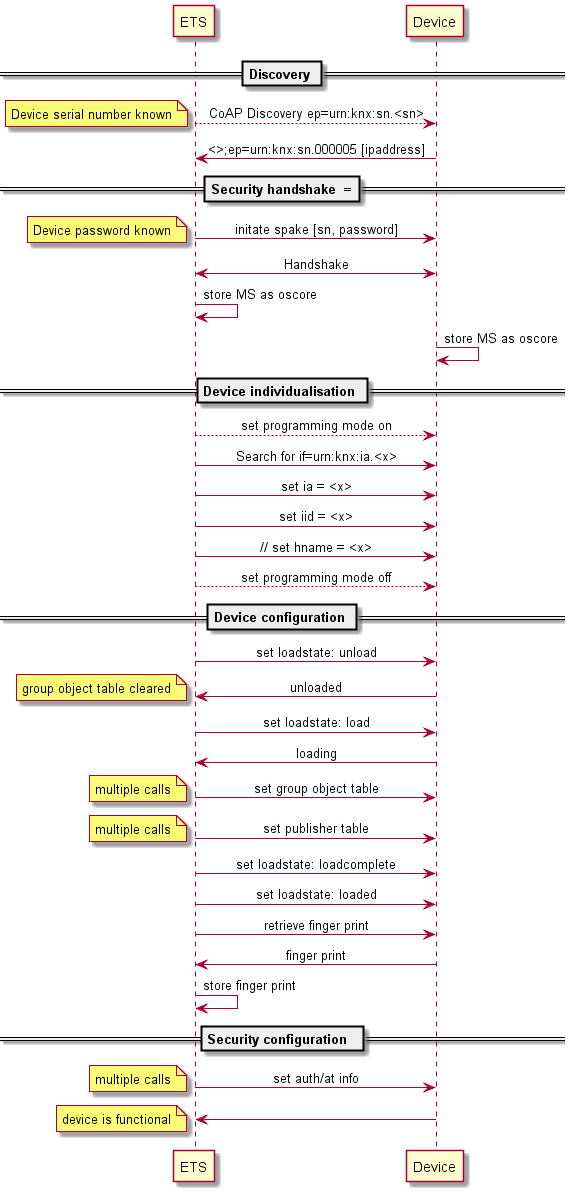 ETS
Device
Discovery
Device serial number known
CoAP Discovery ep=urn:knx:sn.<sn>
<>;ep=urn:knx:sn.000005 [ipaddress]
Security handshake =
Device password known
initate spake [sn, password]
Handshake
store MS as oscore
store MS as oscore
Device individualisation
set programming mode on
Search for if=urn:knx:ia.<x>
set ia = <x>
set iid = <x>
// set hname = <x>
set programming mode off
Device configuration
set loadstate: unload
group object table cleared
unloaded
set loadstate: load
loading
multiple calls
set group object table
multiple calls
set publisher table
set loadstate: loadcomplete
set loadstate: loaded
retrieve finger print
finger print
store finger print
Security configuration
multiple calls
set auth/at info
device is functional
ETS
Device